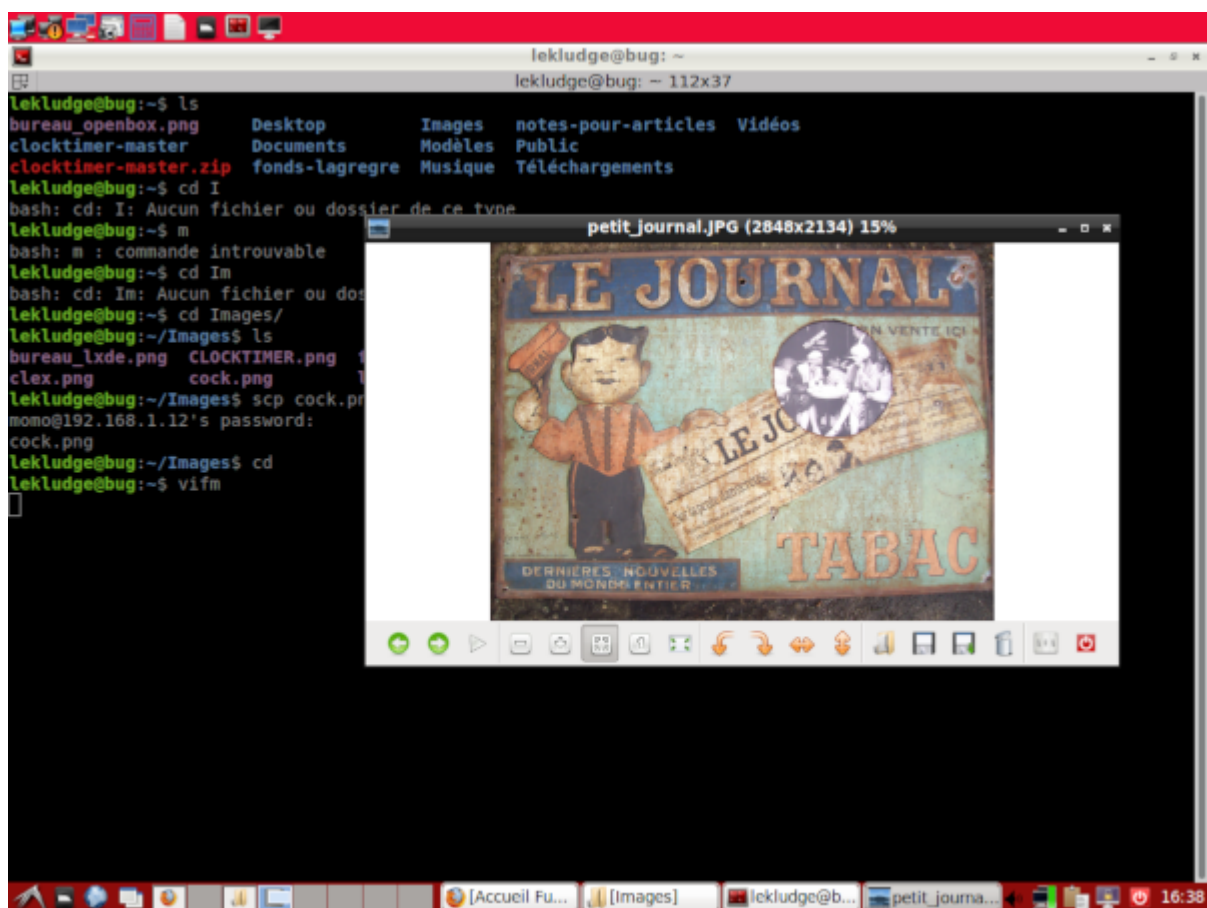 lekludge@bug: ~
lekludge@bug: ~ 112x37
lekludge@bug:~$ ls
bureau_openbox.png Desktop Images notes-pour-articles Vidéos
clocktimer-master Documents Modèles Public
clocktimer-master.zip fonds-lagregre Musique Téléchargements
lekludge@bug:~$ cd I
bash: cd: I: Aucun fichier ou dossier de ce type
lekludge@bug:~$ m
bash: m : commande introuvable
lekludge@bug:~$ cd Im
bash: cd: Im: Aucun fichier ou dos
lekludge@bug:~$ cd Images/
lekludge@bug:~/Images$ ls
bureau_lxde.png CLOCKTIMER.png
clex.png cock.png
lekludge@bug:~/Images$ scp cock.pn
momo@192.168.1.12's password:
cock.png
lekludge@bug:~/Images$ cd
lekludge@bug:~$ vifm
petit_journal.JPG (2848x2134) 15%
LE JOURNAL
EN VENTE ICI
LE JO
TABAC
DERNIÈRES NOUVELLES
DU MONDE ENTIER
[Accueil Fu... [Images] lekludge@b... petit_journa... 16:38